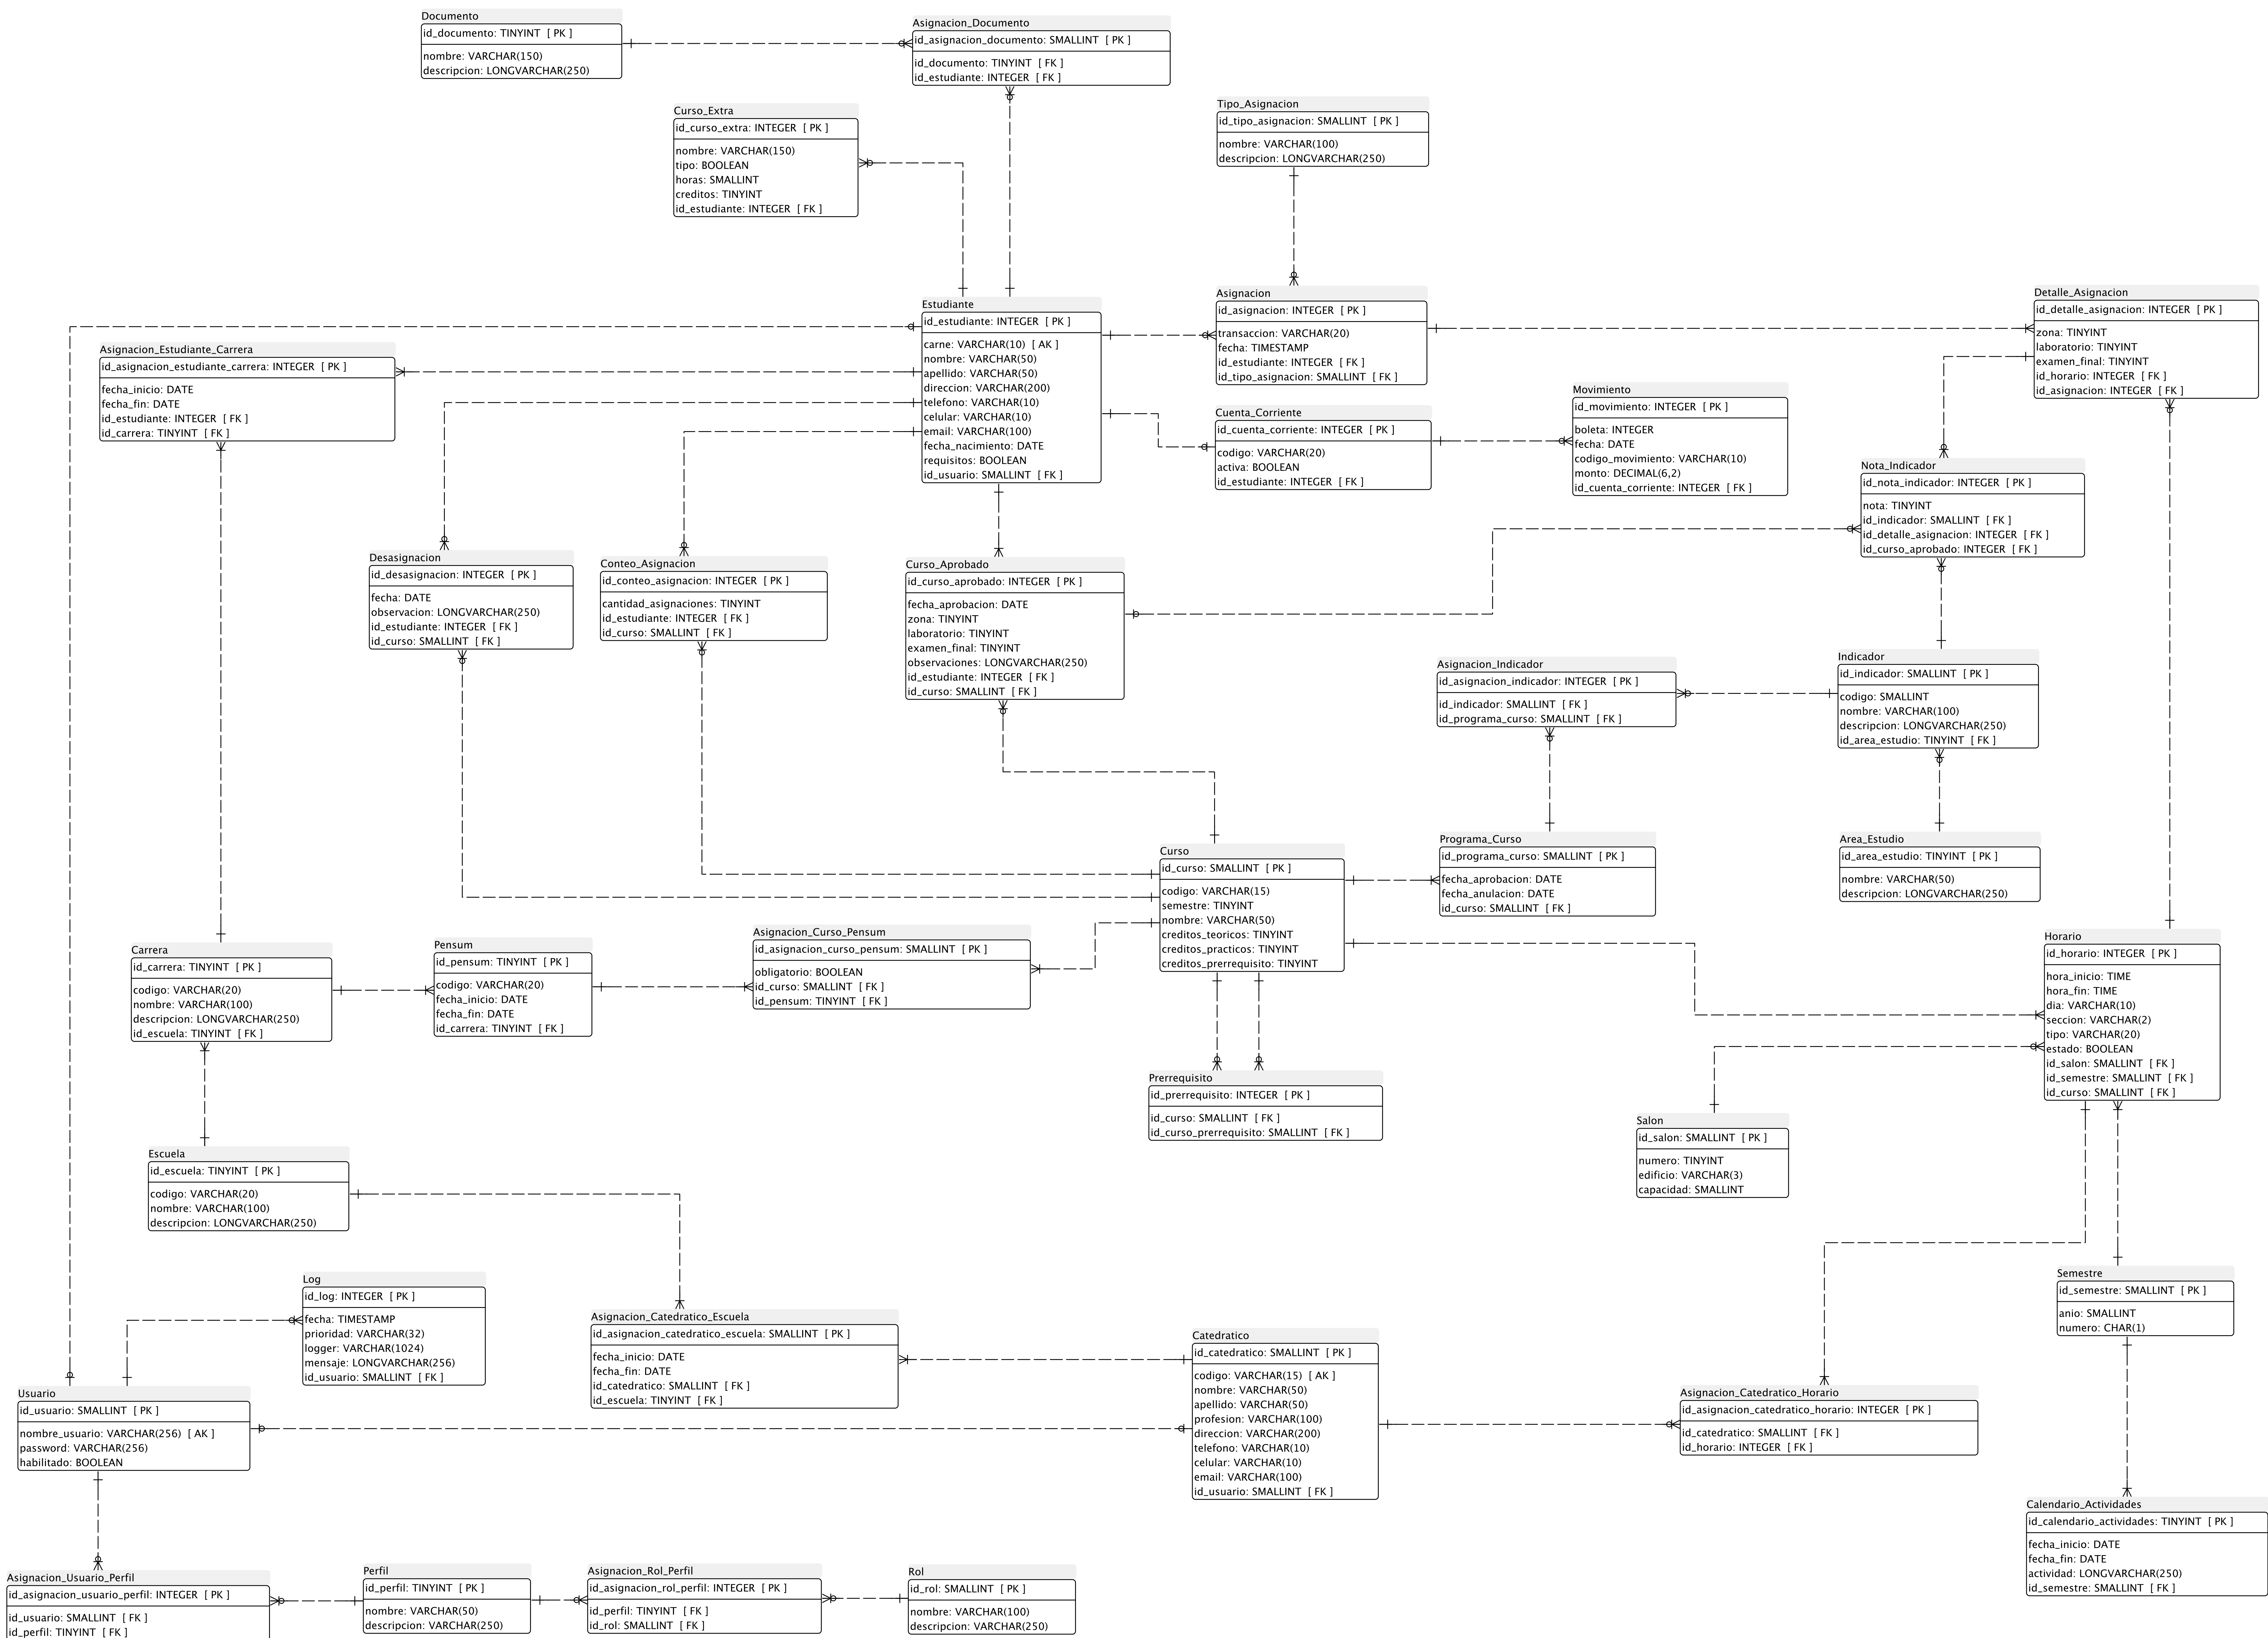 Documento
id_documento: TINYINT [ PK ]
nombre: VARCHAR(150)
descripcion: LONGVARCHAR(250)
Asignacion_Documento
id_asignacion_documento: SMALLINT [ PK ]
id_documento: TINYINT [ FK ]
id_estudiante: INTEGER [ FK ]
Curso_Extra
id_curso_extra: INTEGER [ PK ]
nombre: VARCHAR(150)
tipo: BOOLEAN
horas: SMALLINT
creditos: TINYINT
id_estudiante: INTEGER [ FK ]
Tipo_Asignacion
id_tipo_asignacion: SMALLINT [ PK ]
nombre: VARCHAR(100)
descripcion: LONGVARCHAR(250)
Estudiante
id_estudiante: INTEGER [ PK ]
carne: VARCHAR(10) [ AK ]
nombre: VARCHAR(50)
apellido: VARCHAR(50)
direccion: VARCHAR(200)
telefono: VARCHAR(10)
celular: VARCHAR(10)
email: VARCHAR(100)
fecha_nacimiento: DATE
requisitos: BOOLEAN
id_usuario: SMALLINT [ FK ]
Asignacion
id_asignacion: INTEGER [ PK ]
transaccion: VARCHAR(20)
fecha: TIMESTAMP
id_estudiante: INTEGER [ FK ]
id_tipo_asignacion: SMALLINT [ FK ]
Detalle_Asignacion
id_detalle_asignacion: INTEGER [ PK ]
zona: TINYINT
laboratorio: TINYINT
examen_final: TINYINT
id_horario: INTEGER [ FK ]
id_asignacion: INTEGER [ FK ]
Asignacion_Estudiante_Carrera
id_asignacion_estudiante_carrera: INTEGER [ PK ]
fecha_inicio: DATE
fecha_fin: DATE
id_estudiante: INTEGER [ FK ]
id_carrera: TINYINT [ FK ]
Cuenta_Corriente
id_cuenta_corriente: INTEGER [ PK ]
codigo: VARCHAR(20)
activa: BOOLEAN
id_estudiante: INTEGER [ FK ]
Movimiento
id_movimiento: INTEGER [ PK ]
boleta: INTEGER
fecha: DATE
codigo_movimiento: VARCHAR(10)
monto: DECIMAL(6,2)
id_cuenta_corriente: INTEGER [ FK ]
Nota_Indicador
id_nota_indicador: INTEGER [ PK ]
nota: TINYINT
id_indicador: SMALLINT [ FK ]
id_detalle_asignacion: INTEGER [ FK ]
id_curso_aprobado: INTEGER [ FK ]
Desasignacion
id_desasignacion: INTEGER [ PK ]
fecha: DATE
observacion: LONGVARCHAR(250)
id_estudiante: INTEGER [ FK ]
id_curso: SMALLINT [ FK ]
Conteo_Asignacion
id_conteo_asignacion: INTEGER [ PK ]
cantidad_asignaciones: TINYINT
id_estudiante: INTEGER [ FK ]
id_curso: SMALLINT [ FK ]
Curso_Aprobado
id_curso_aprobado: INTEGER [ PK ]
fecha_aprobacion: DATE
zona: TINYINT
laboratorio: TINYINT
examen_final: TINYINT
observaciones: LONGVARCHAR(250)
id_estudiante: INTEGER [ FK ]
id_curso: SMALLINT [ FK ]
Asignacion_Indicador
id_asignacion_indicador: INTEGER [ PK ]
id_indicador: SMALLINT [ FK ]
id_programa_curso: SMALLINT [ FK ]
Indicador
id_indicador: SMALLINT [ PK ]
codigo: SMALLINT
nombre: VARCHAR(100)
descripcion: LONGVARCHAR(250)
id_area_estudio: TINYINT [ FK ]
Curso
id_curso: SMALLINT [ PK ]
codigo: VARCHAR(15)
semestre: TINYINT
nombre: VARCHAR(50)
creditos_teoricos: TINYINT
creditos_practicos: TINYINT
creditos_prerrequisito: TINYINT
Programa_Curso
id_programa_curso: SMALLINT [ PK ]
fecha_aprobacion: DATE
fecha_anulacion: DATE
id_curso: SMALLINT [ FK ]
Area_Estudio
id_area_estudio: TINYINT [ PK ]
nombre: VARCHAR(50)
descripcion: LONGVARCHAR(250)
Carrera
id_carrera: TINYINT [ PK ]
codigo: VARCHAR(20)
nombre: VARCHAR(100)
descripcion: LONGVARCHAR(250)
id_escuela: TINYINT [ FK ]
Pensum
id_pensum: TINYINT [ PK ]
codigo: VARCHAR(20)
fecha_inicio: DATE
fecha_fin: DATE
id_carrera: TINYINT [ FK ]
Asignacion_Curso_Pensum
id_asignacion_curso_pensum: SMALLINT [ PK ]
obligatorio: BOOLEAN
id_curso: SMALLINT [ FK ]
id_pensum: TINYINT [ FK ]
Horario
id_horario: INTEGER [ PK ]
hora_inicio: TIME
hora_fin: TIME
dia: VARCHAR(10)
seccion: VARCHAR(2)
tipo: VARCHAR(20)
estado: BOOLEAN
id_salon: SMALLINT [ FK ]
id_semestre: SMALLINT [ FK ]
id_curso: SMALLINT [ FK ]
Prerrequisito
id_prerrequisito: INTEGER [ PK ]
id_curso: SMALLINT [ FK ]
id_curso_prerrequisito: SMALLINT [ FK ]
Salon
id_salon: SMALLINT [ PK ]
numero: TINYINT
edificio: VARCHAR(3)
capacidad: SMALLINT
Escuela
id_escuela: TINYINT [ PK ]
codigo: VARCHAR(20)
nombre: VARCHAR(100)
descripcion: LONGVARCHAR(250)
Log
id_log: INTEGER [ PK ]
fecha: TIMESTAMP
prioridad: VARCHAR(32)
logger: VARCHAR(1024)
mensaje: LONGVARCHAR(256)
id_usuario: SMALLINT [ FK ]
Asignacion_Catedratico_Escuela
id_asignacion_catedratico_escuela: SMALLINT [ PK ]
fecha_inicio: DATE
fecha_fin: DATE
id_catedratico: SMALLINT [ FK ]
id_escuela: TINYINT [ FK ]
Catedratico
id_catedratico: SMALLINT [ PK ]
codigo: VARCHAR(15) [ AK ]
nombre: VARCHAR(50)
apellido: VARCHAR(50)
profesion: VARCHAR(100)
direccion: VARCHAR(200)
telefono: VARCHAR(10)
celular: VARCHAR(10)
email: VARCHAR(100)
id_usuario: SMALLINT [ FK ]
Semestre
id_semestre: SMALLINT [ PK ]
anio: SMALLINT
numero: CHAR(1)
Usuario
id_usuario: SMALLINT [ PK ]
nombre_usuario: VARCHAR(256) [ AK ]
password: VARCHAR(256)
habilitado: BOOLEAN
Asignacion_Catedratico_Horario
id_asignacion_catedratico_horario: INTEGER [ PK ]
id_catedratico: SMALLINT [ FK ]
id_horario: INTEGER [ FK ]
Calendario_Actividades
id_calendario_actividades: TINYINT [ PK ]
fecha_inicio: DATE
fecha_fin: DATE
actividad: LONGVARCHAR(250)
id_semestre: SMALLINT [ FK ]
Asignacion_Usuario_Perfil
id_asignacion_usuario_perfil: INTEGER [ PK ]
id_usuario: SMALLINT [ FK ]
id_perfil: TINYINT [ FK ]
Perfil
id_perfil: TINYINT [ PK ]
nombre: VARCHAR(50)
descripcion: VARCHAR(250)
Asignacion_Rol_Perfil
id_asignacion_rol_perfil: INTEGER [ PK ]
id_perfil: TINYINT [ FK ]
id_rol: SMALLINT [ FK ]
Rol
id_rol: SMALLINT [ PK ]
nombre: VARCHAR(100)
descripcion: VARCHAR(250)